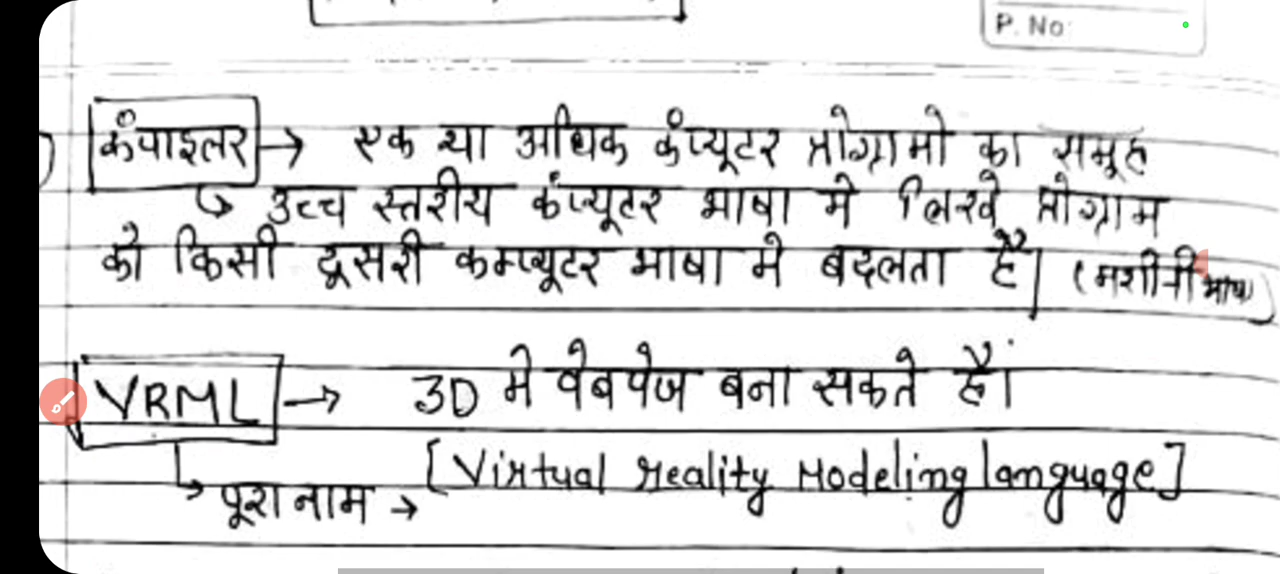 P. No:
कंपाइलर → एक या अधिक कंप्यूटर प्रोग्रामो का समूह
↳ उच्च स्तरीय कंप्यूटर भाषा मे लिखे प्रोग्राम
को किसी दूसरी कम्प्यूटर भाषा मे बदलता है| (मशीनी भाषा)
VRML → 3D मे वेबपेज बना सकते हैं।
[Virtual reality Modeling language]
↳ पूरा नाम →